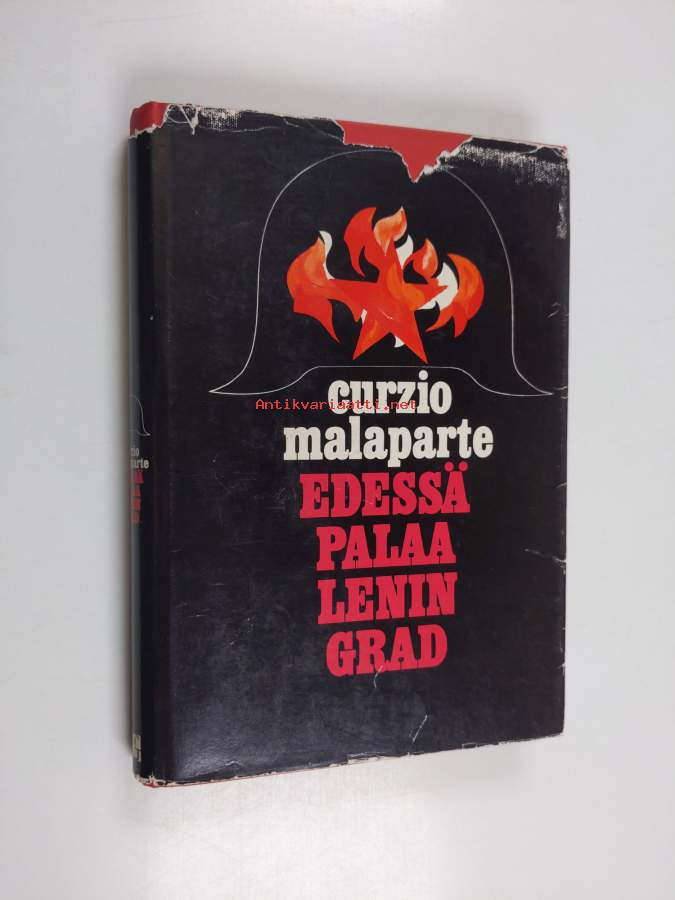 curzio
Antikvariaatti.net
malaparte
EDESSÄ
PALAA
LENIN
GRAD